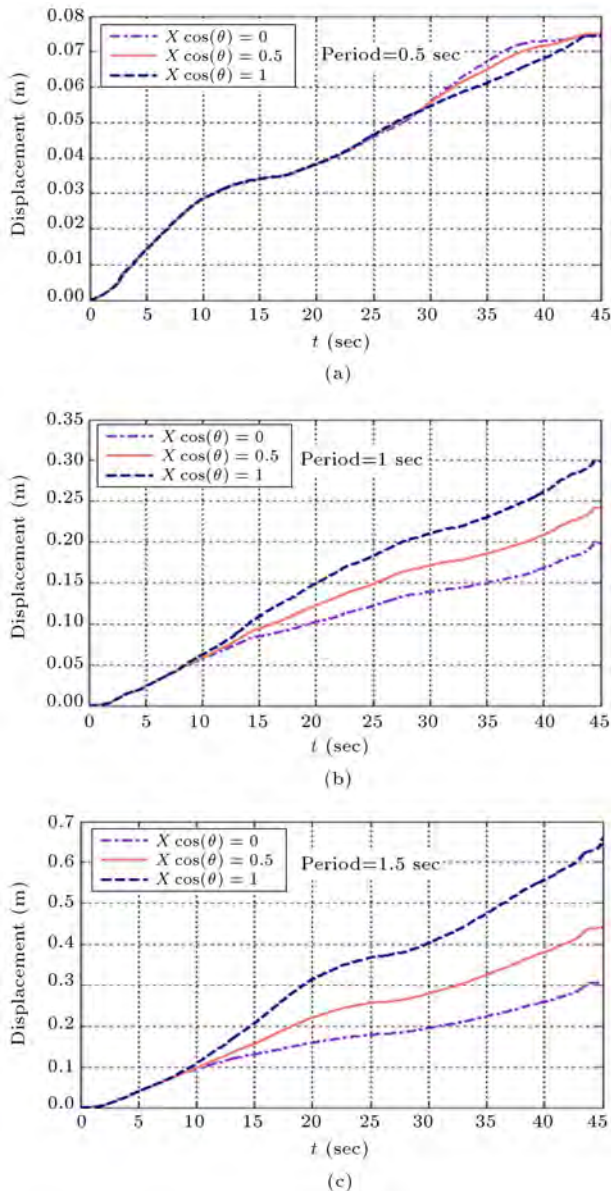 0.08
0.07
0.06
0.05
0.04
0.03
0.02
0.01
0.00
Displacement (m)
X cos(θ) = 0
X cos(θ) = 0.5
X cos(θ) = 1
Period=0.5 sec
0 5 10 15 20 25 30 35 40 45
t (sec)
(a)
0.35
0.30
0.25
0.20
0.15
0.10
0.05
0.00
Displacement (m)
X cos(θ) = 0
X cos(θ) = 0.5
X cos(θ) = 1
Period=1 sec
0 5 10 15 20 25 30 35 40 45
t (sec)
(b)
0.7
0.6
0.5
0.4
0.3
0.2
0.1
0.0
Displacement (m)
X cos(θ) = 0
X cos(θ) = 0.5
X cos(θ) = 1
Period=1.5 sec
0 5 10 15 20 25 30 35 40 45
t (sec)
(c)